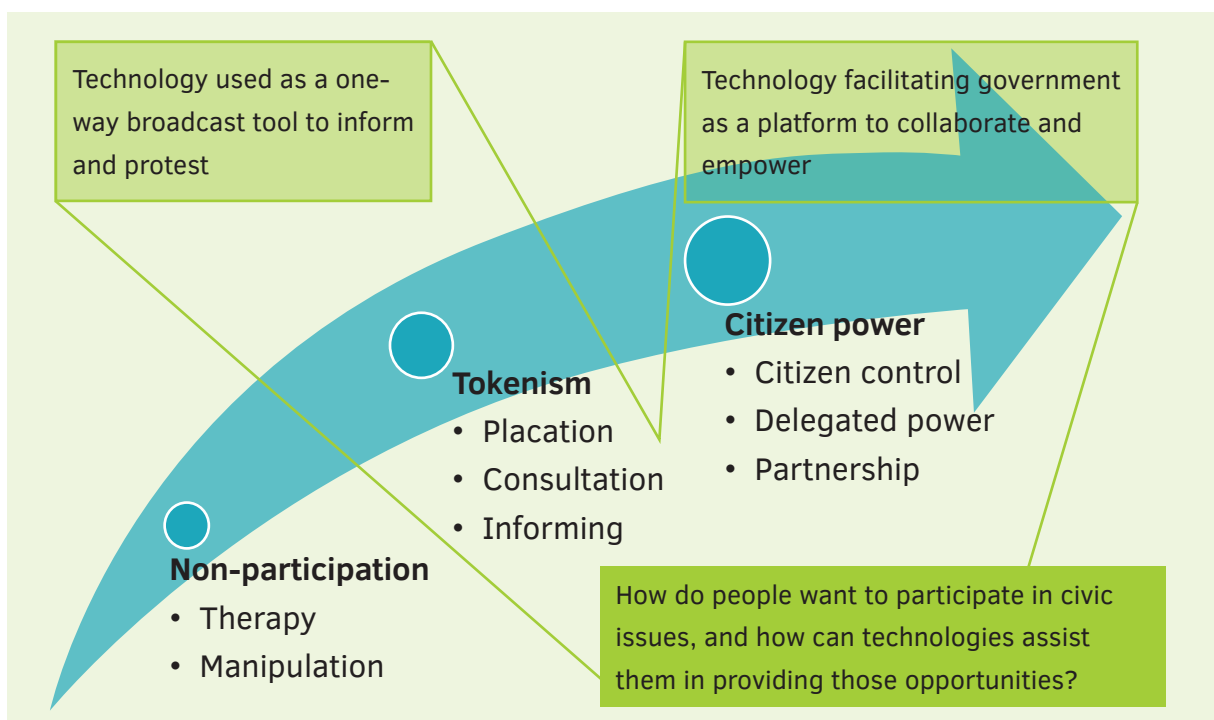 Technology used as a one-
way broadcast tool to inform
and protest
Technology facilitating government
as a platform to collaborate and
empower
Citizen power
• Citizen control
• Delegated power
• Partnership
Tokenism
• Placation
• Consultation
• Informing
Non-participation
• Therapy
• Manipulation
How do people want to participate in civic
issues, and how can technologies assist
them in providing those opportunities?